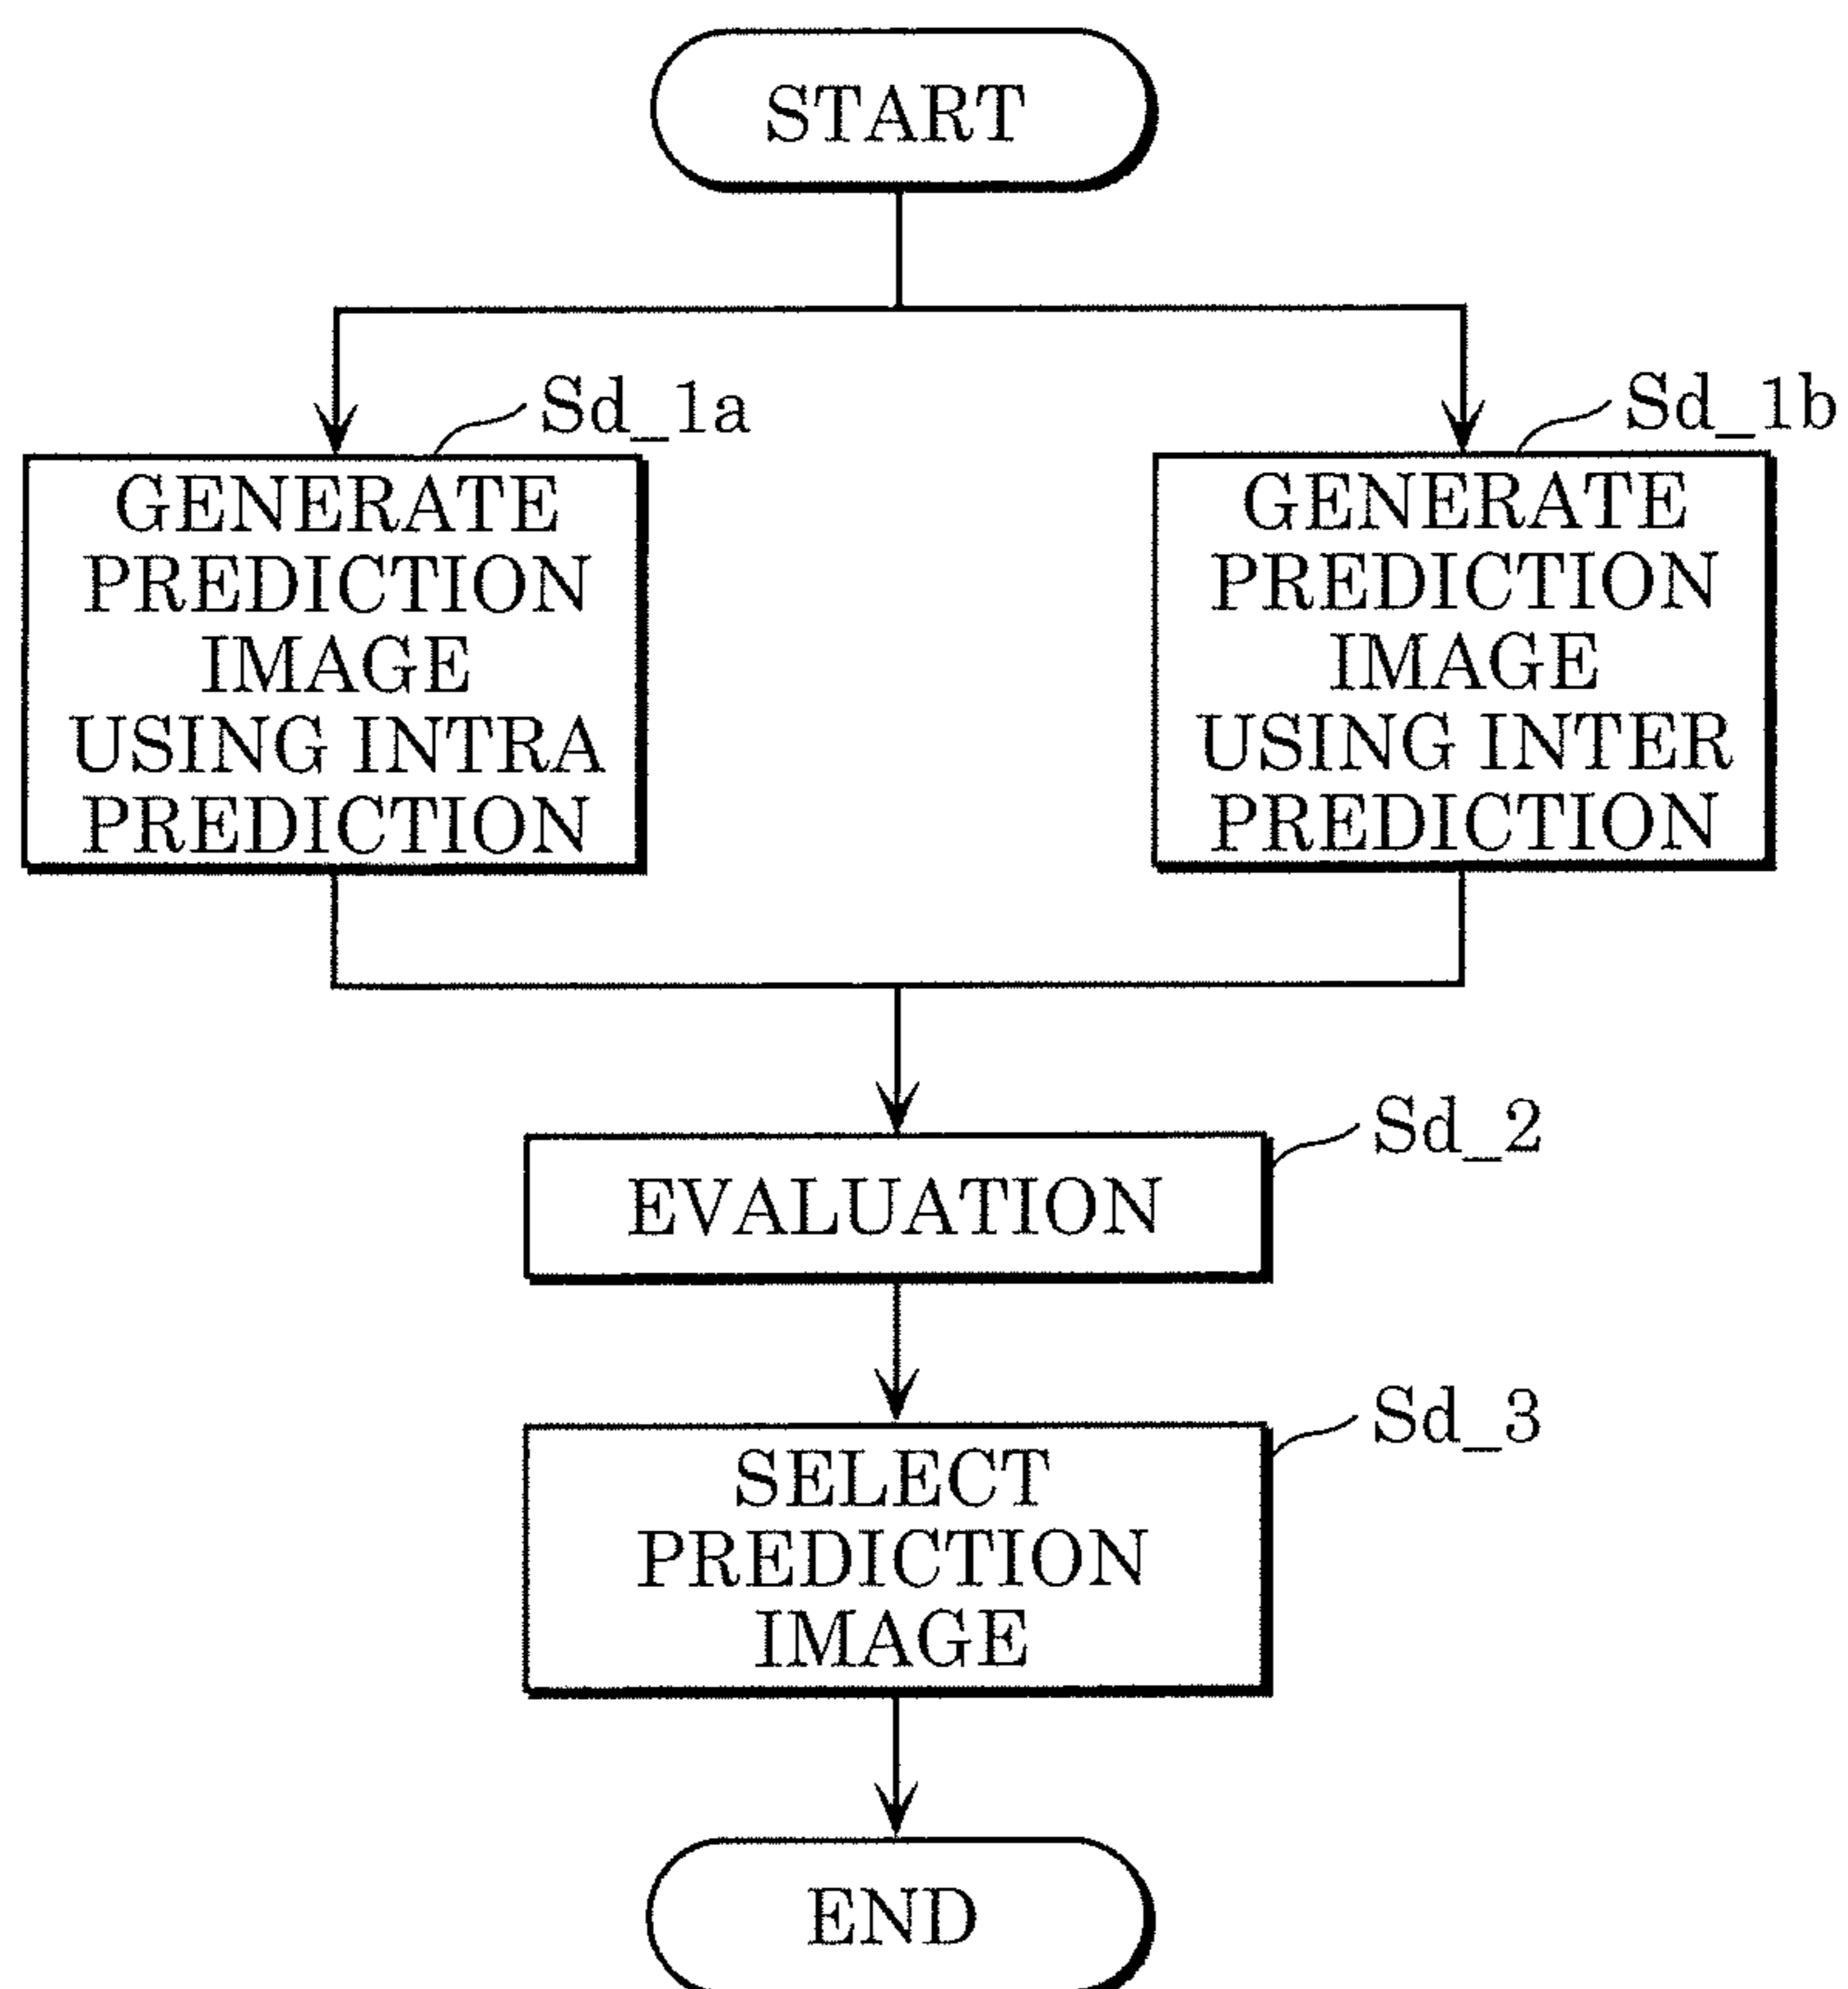 START
Sd_1a
GENERATE
PREDICTION
IMAGE
USING INTRA
PREDICTION
Sd_1b
GENERATE
PREDICTION
IMAGE
USING INTER
PREDICTION
Sd_2
EVALUATION
Sd_3
SELECT
PREDICTION
IMAGE
END